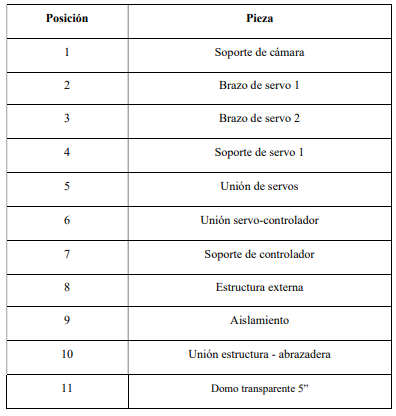 Posición Pieza
1 Soporte de cámara
2 Brazo de servo 1
3 Brazo de servo 2
4 Soporte de servo 1
5 Unión de servos
6 Unión servo-controlador
7 Soporte de controlador
8 Estructura externa
9 Aislamiento
10 Unión estructura - abrazadera
11 Domo transparente 5”